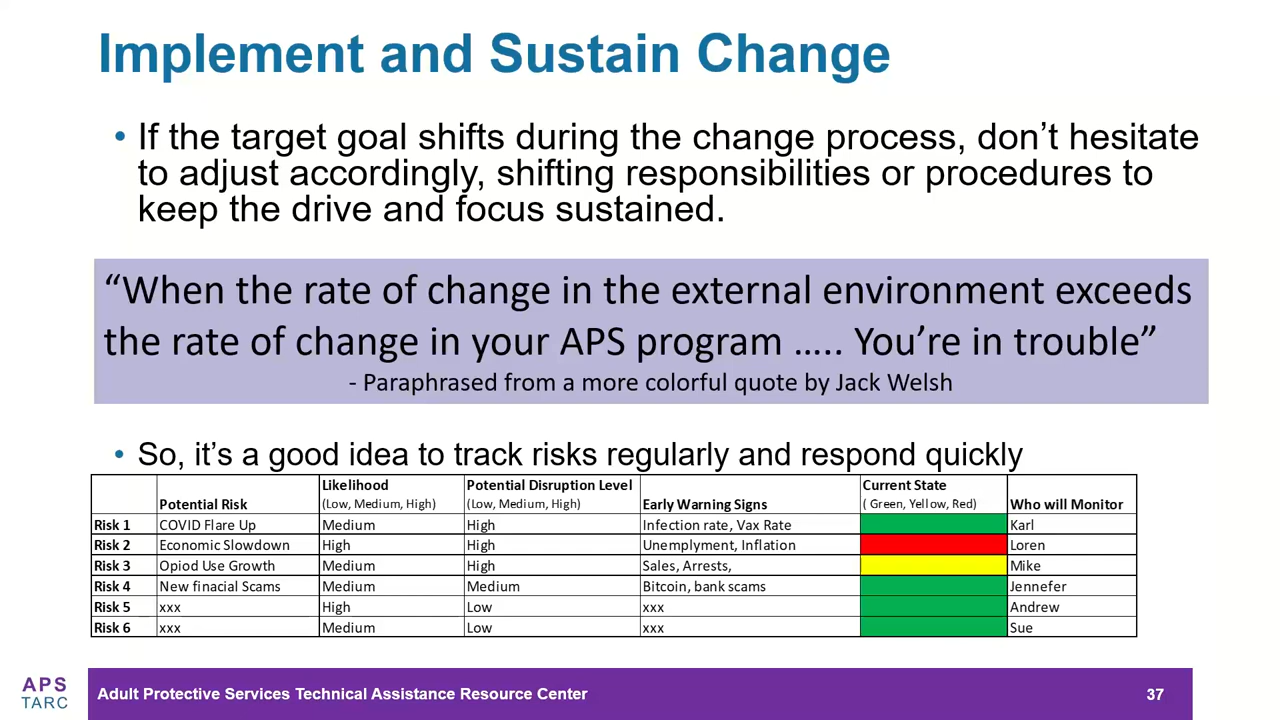 Implement and Sustain Change
• If the target goal shifts during the change process, don’t hesitate
to adjust accordingly, shifting responsibilities or procedures to
keep the drive and focus sustained.
“When the rate of change in the external environment exceeds
the rate of change in your APS program ….. You’re in trouble”
- Paraphrased from a more colorful quote by Jack Welsh
• So, it’s a good idea to track risks regularly and respond quickly
Potential Risk Likelihood (Low, Medium, High) Potential Disruption Level (Low, Medium, High) Early Warning Signs Current State ( Green, Yellow, Red) Who will Monitor
Risk 1 COVID Flare Up Medium High Infection rate, Vax Rate Karl
Risk 2 Economic Slowdown High High Unemplyment, Inflation Loren
Risk 3 Opiod Use Growth Medium High Sales, Arrests, Mike
Risk 4 New finacial Scams Medium Medium Bitcoin, bank scams Jennefer
Risk 5 xxx High Low xxx Andrew
Risk 6 xxx Medium Low xxx Sue
APS
TARC
Adult Protective Services Technical Assistance Resource Center 37